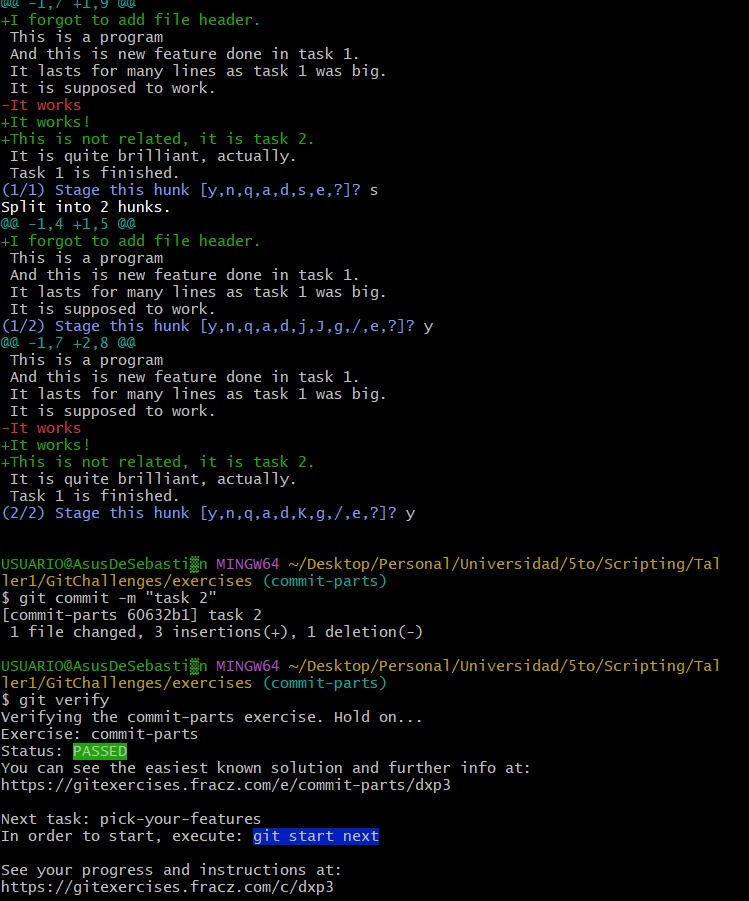 @@ -1,7 +1,9 @@
+I forgot to add file header.
 This is a program
 And this is new feature done in task 1.
 It lasts for many lines as task 1 was big.
 It is supposed to work.
-It works
+It works!
+This is not related, it is task 2.
 It is quite brilliant, actually.
 Task 1 is finished.
(1/1) Stage this hunk [y,n,q,a,d,s,e,?]? s
Split into 2 hunks.
@@ -1,4 +1,5 @@
+I forgot to add file header.
 This is a program
 And this is new feature done in task 1.
 It lasts for many lines as task 1 was big.
 It is supposed to work.
(1/2) Stage this hunk [y,n,q,a,d,j,J,g,/,e,?]? y
@@ -1,7 +2,8 @@
 This is a program
 And this is new feature done in task 1.
 It lasts for many lines as task 1 was big.
 It is supposed to work.
-It works
+It works!
+This is not related, it is task 2.
 It is quite brilliant, actually.
 Task 1 is finished.
(2/2) Stage this hunk [y,n,q,a,d,K,g,/,e,?]? y
USUARIO@AsusDeSebasti▒n MINGW64 ~/Desktop/Personal/Universidad/5to/Scripting/Tal
ler1/GitChallenges/exercises (commit-parts)
$ git commit -m "task 2"
[commit-parts 60632b1] task 2
 1 file changed, 3 insertions(+), 1 deletion(-)
USUARIO@AsusDeSebasti▒n MINGW64 ~/Desktop/Personal/Universidad/5to/Scripting/Tal
ler1/GitChallenges/exercises (commit-parts)
$ git verify
Verifying the commit-parts exercise. Hold on...
Exercise: commit-parts
Status: PASSED
You can see the easiest known solution and further info at:
https://gitexercises.fracz.com/e/commit-parts/dxp3
Next task: pick-your-features
In order to start, execute: git start next
See your progress and instructions at:
https://gitexercises.fracz.com/c/dxp3